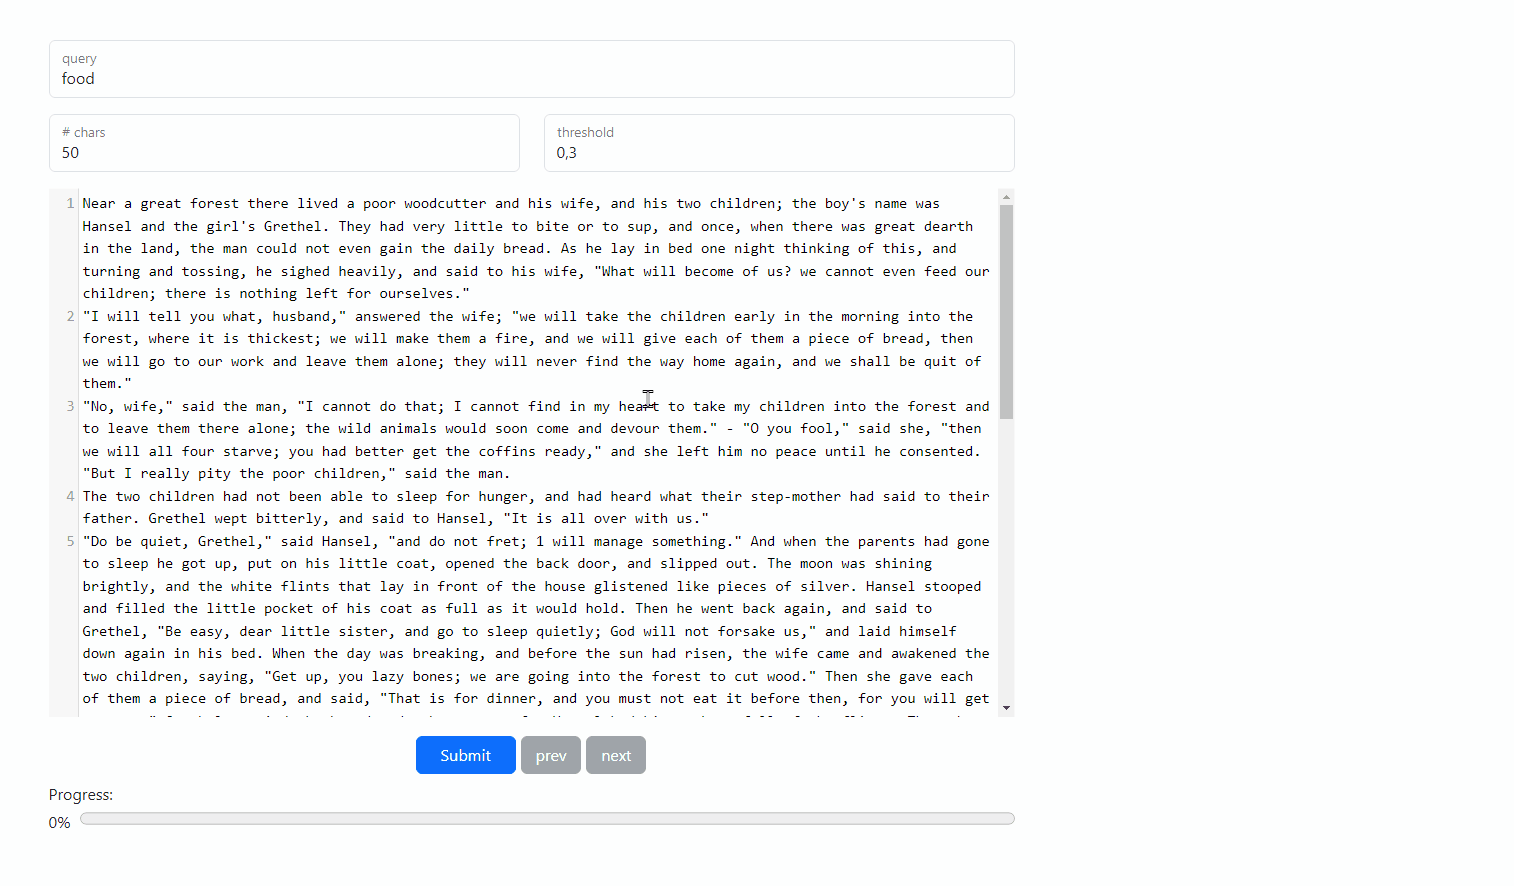 query
food
# chars
50
threshold
0,3
1 Near a great forest there lived a poor woodcutter and his wife, and his two children; the boy's name was
Hansel and the girl's Grethel. They had very little to bite or to sup, and once, when there was great dearth
in the land, the man could not even gain the daily bread. As he lay in bed one night thinking of this, and
turning and tossing, he sighed heavily, and said to his wife, "What will become of us? we cannot even feed our
children; there is nothing left for ourselves."
2 "I will tell you what, husband," answered the wife; "we will take the children early in the morning into the
forest, where it is thickest; we will make them a fire, and we will give each of them a piece of bread, then
we will go to our work and leave them alone; they will never find the way home again, and we shall be quit of
them."
3 "No, wife," said the man, "I cannot do that; I cannot find in my heart to take my children into the forest and
to leave them there alone; the wild animals would soon come and devour them." - "O you fool," said she, "then
we will all four starve; you had better get the coffins ready," and she left him no peace until he consented.
"But I really pity the poor children," said the man.
4 The two children had not been able to sleep for hunger, and had heard what their step-mother had said to their
father. Grethel wept bitterly, and said to Hansel, "It is all over with us."
5 "Do be quiet, Grethel," said Hansel, "and do not fret; 1 will manage something." And when the parents had gone
to sleep he got up, put on his little coat, opened the back door, and slipped out. The moon was shining
brightly, and the white flints that lay in front of the house glistened like pieces of silver. Hansel stooped
and filled the little pocket of his coat as full as it would hold. Then he went back again, and said to
Grethel, "Be easy, dear little sister, and go to sleep quietly; God will not forsake us," and laid himself
down again in his bed. When the day was breaking, and before the sun had risen, the wife came and awakened the
two children, saying, "Get up, you lazy bones; we are going into the forest to cut wood." Then she gave each
of them a piece of bread, and said, "That is for dinner, and you must not eat it before then, for you will get
Submit prev next
Progress:
0%